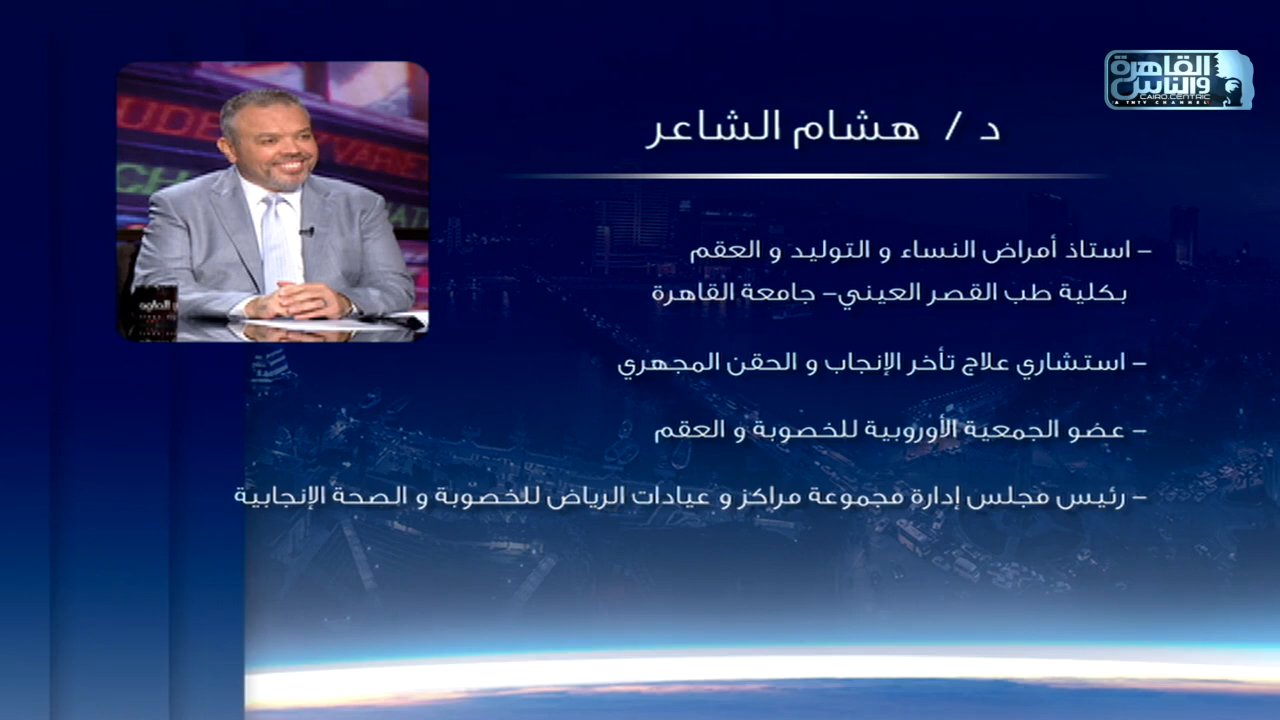 القاهرة
والناس
CAIRO.CENTRIC
A TNTV CHANNEL
د / هشام الشاعر
- استاذ أمراض النساء و التوليد و العقم
بكلية طب القصر العيني- جامعة القاهرة
- استشاري علاج تأخر الإنجاب و الحقن المجهري
- عضو الجمعية الأوروبية للخصوبة و العقم
- رئيس مجلس إدارة مجموعة مراكز و عيادات الرياض للخصوبة و الصحة الإنجابية